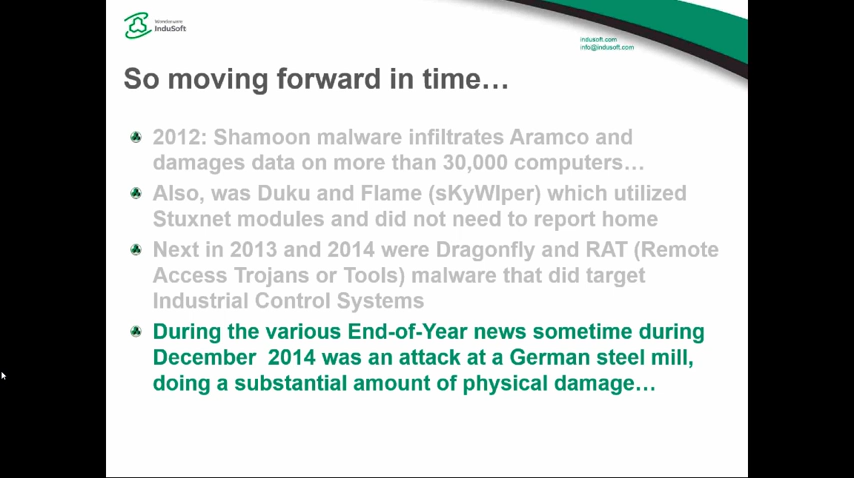 Wonderware
InduSoft
indusoft.com
info@indusoft.com
So moving forward in time…
2012: Shamoon malware infiltrates Aramco and
damages data on more than 30,000 computers…
Also, was Duku and Flame (sKyWIper) which utilized
Stuxnet modules and did not need to report home
Next in 2013 and 2014 were Dragonfly and RAT (Remote
Access Trojans or Tools) malware that did target
Industrial Control Systems
During the various End-of-Year news sometime during
December  2014 was an attack at a German steel mill,
doing a substantial amount of physical damage…